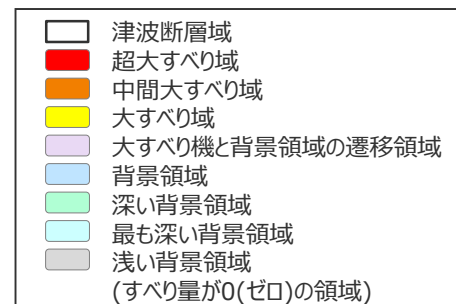 津波断層域
超大すべり域
中間大すべり域
大すべり域
大すべり機と背景領域の遷移領域
背景領域
深い背景領域
最も深い背景領域
浅い背景領域
(すべり量が0(ゼロ)の領域)